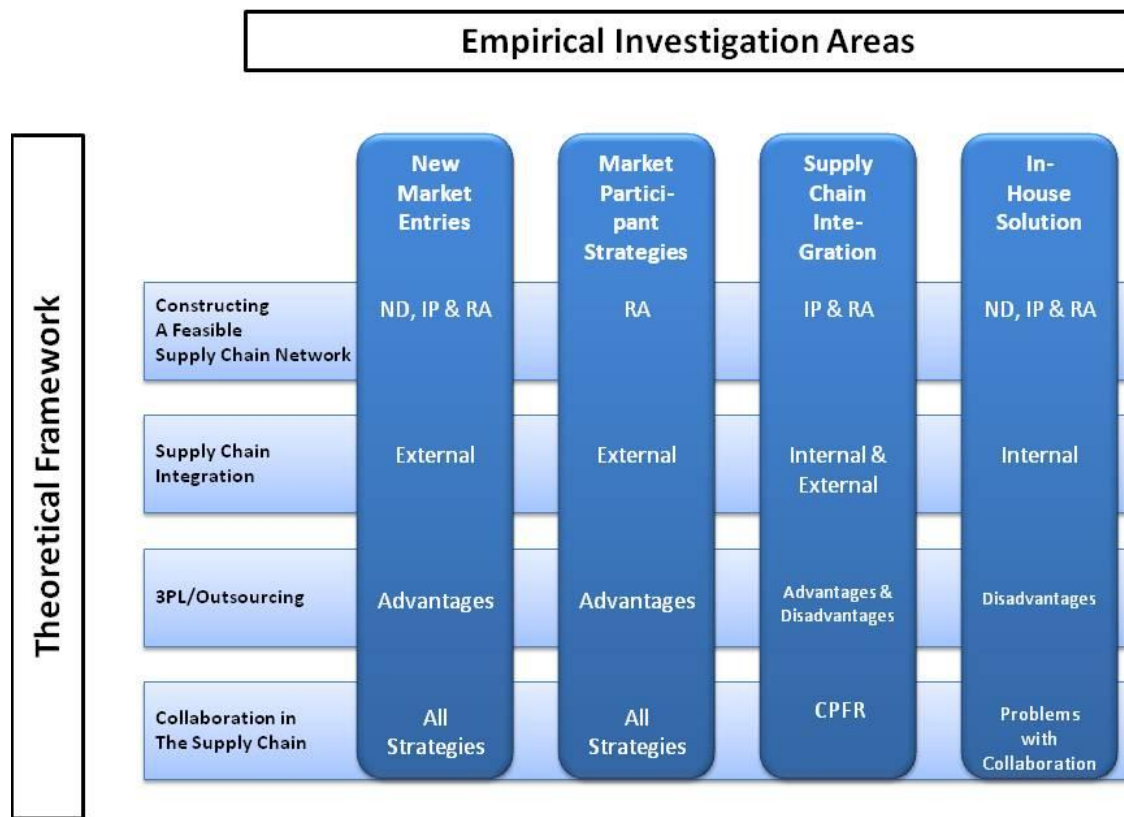 Empirical Investigation Areas
Theoretical Framework
New
Market
Entries
Market
Partici-
pant
Strategies
Supply
Chain
Inte-
Gration
In-
House
Solution
Constructing
A Feasible
Supply Chain Network
ND, IP & RA
RA
IP & RA
ND, IP & RA
Supply Chain
Integration
External
External
Internal &
External
Internal
3PL/Outsourcing
Advantages
Advantages
Advantages &
Disadvantages
Disadvantages
Collaboration in
The Supply Chain
All
Strategies
All
Strategies
CPFR
Problems
with
Collaboration